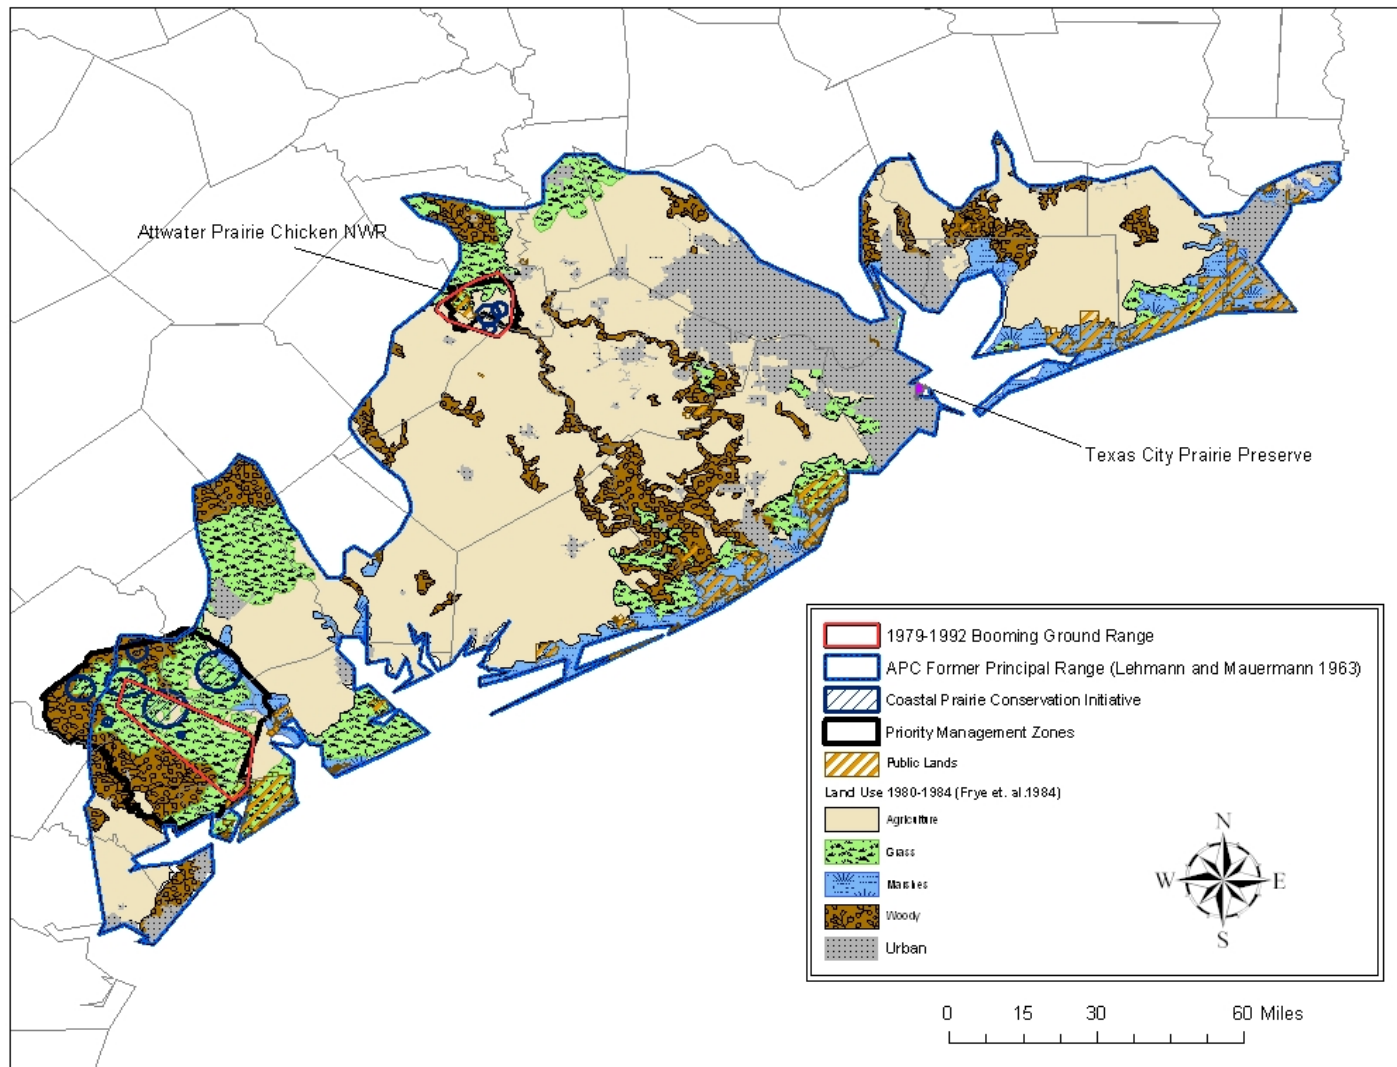 Attwater Prairie Chicken NWR
Texas City Prairie Preserve
1979-1992 Booming Ground Range
APC Former Principal Range (Lehmann and Mauermann 1963)
Coastal Prairie Conservation Initiative
Priority Management Zones
Public Lands
Land Use 1980-1984 (Frye et. al.1984)
Agriculture
Grass
Marshes
Woody
Urban
N
W E
S
0 15 30 60 Miles